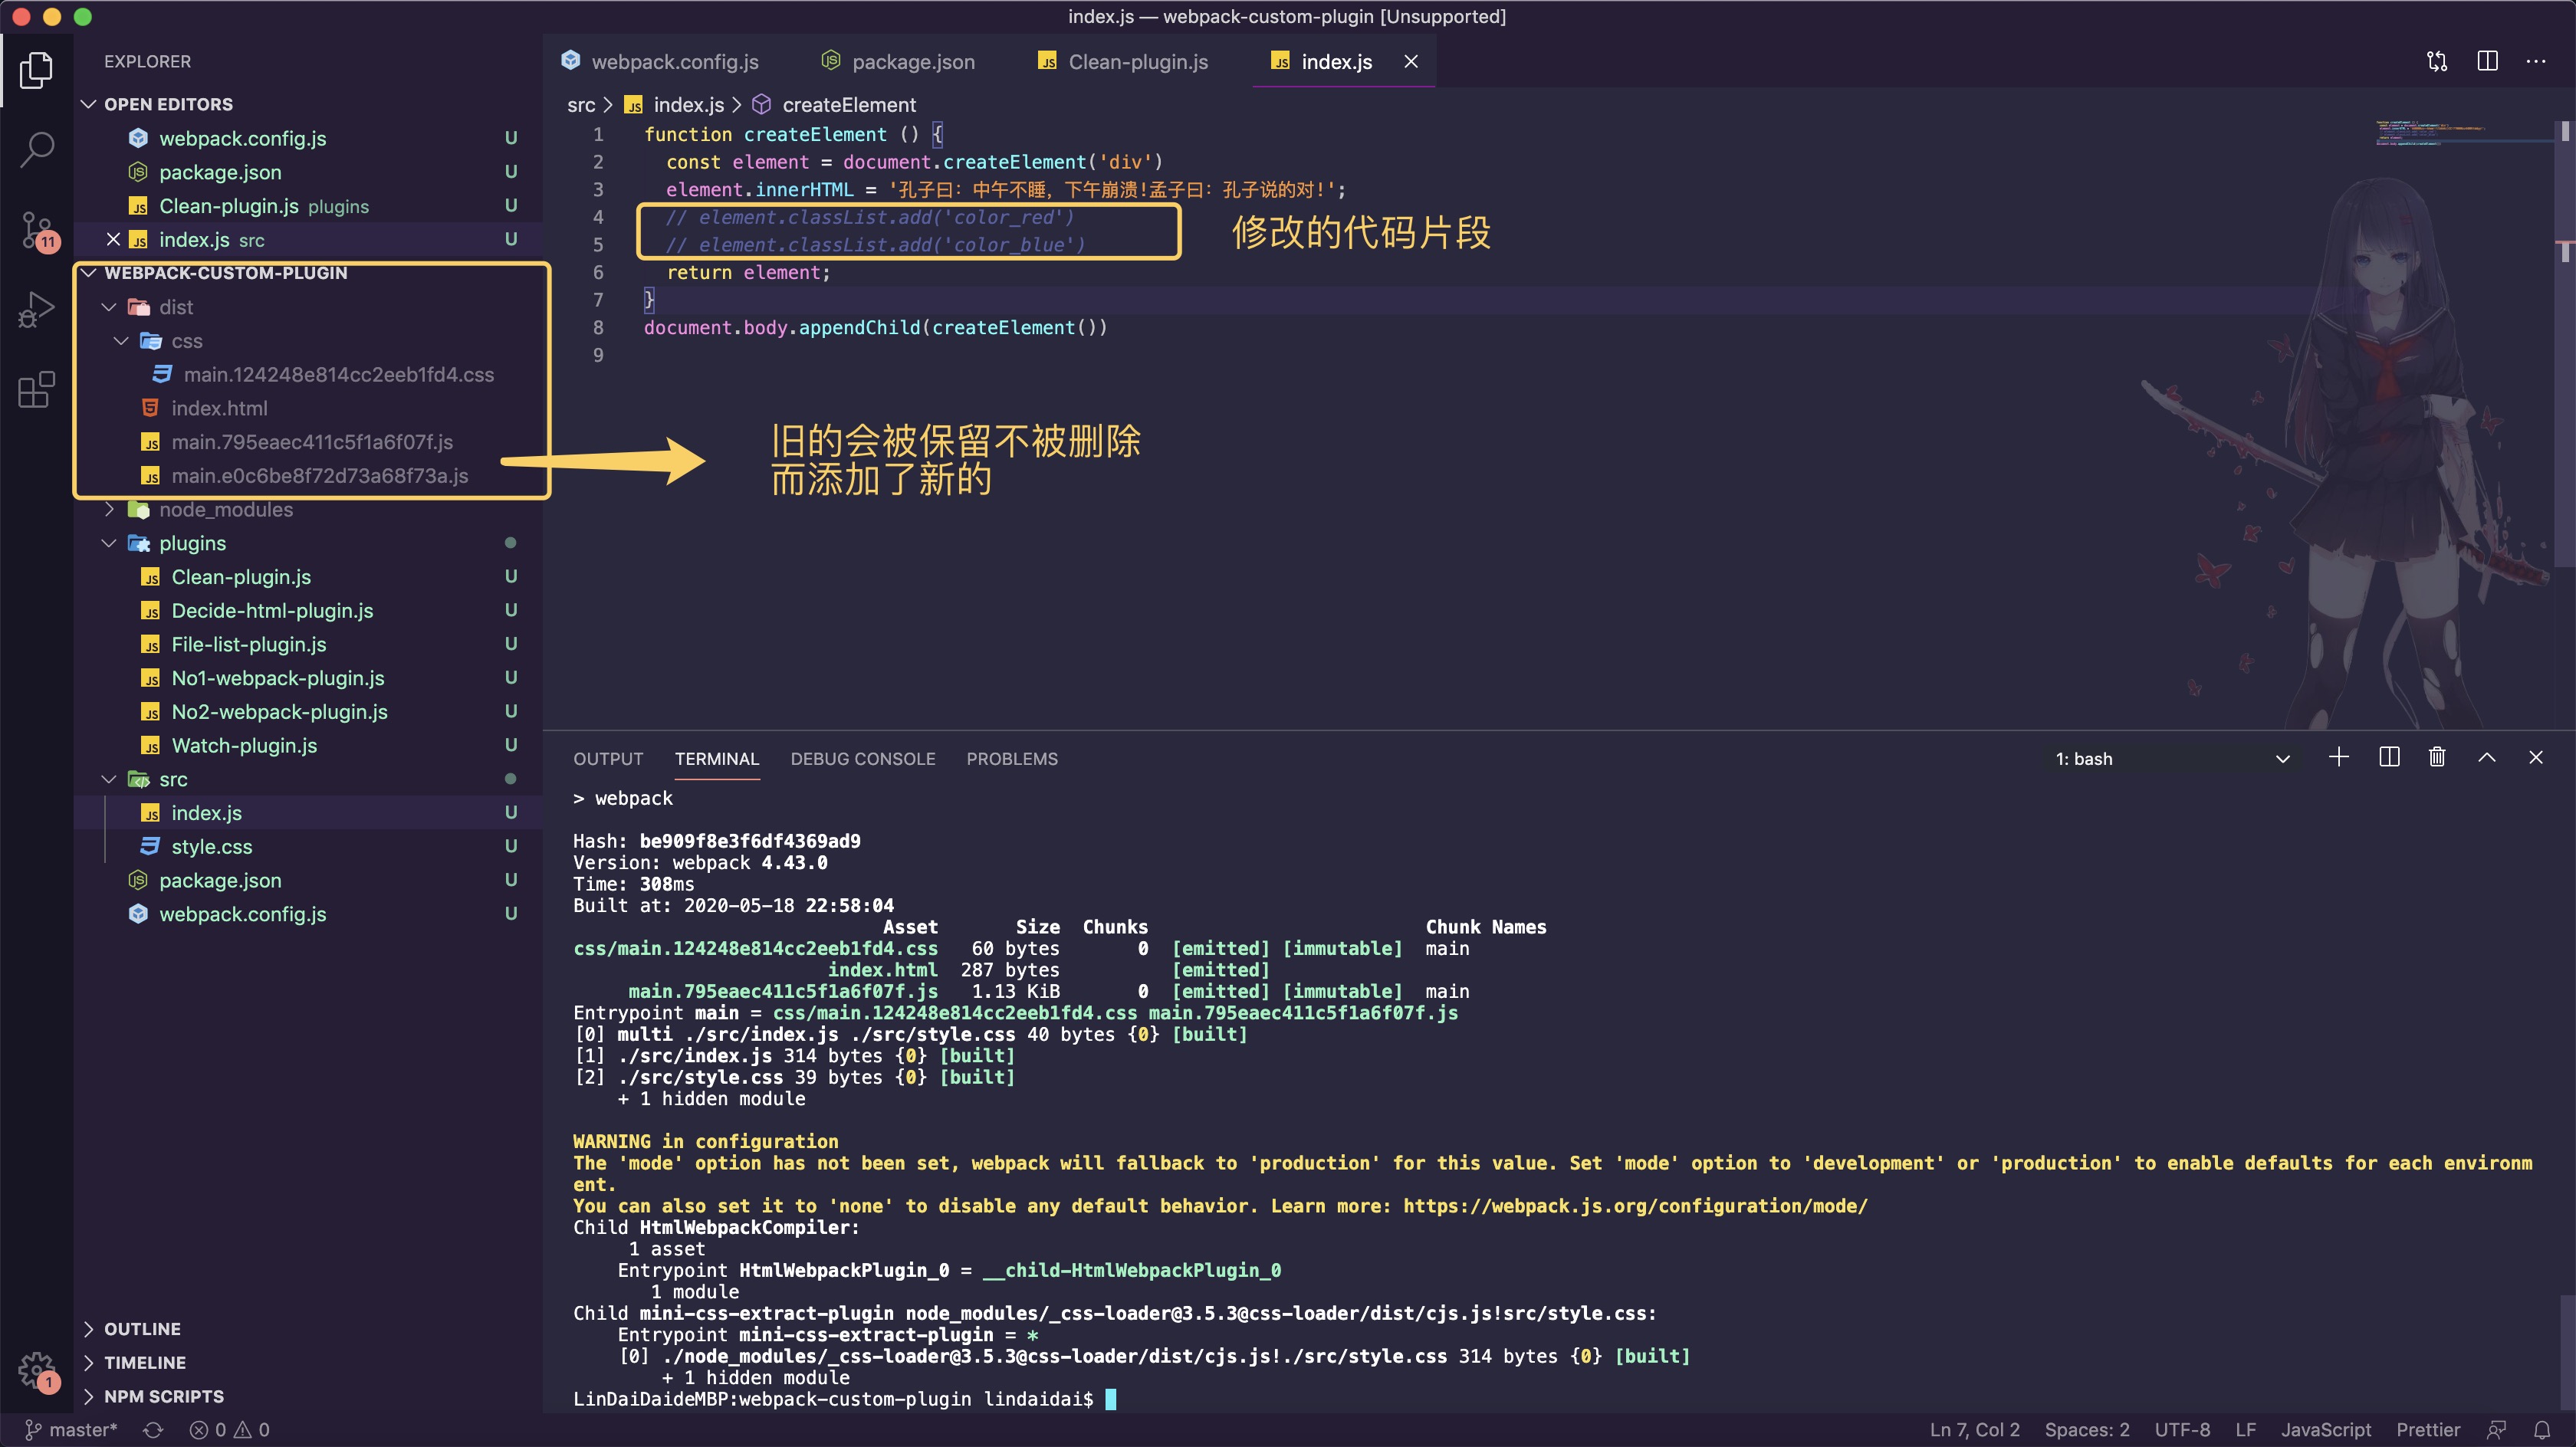 index.js — webpack-custom-plugin [Unsupported]
EXPLORER
OPEN EDITORS
webpack.config.js U
package.json U
Clean-plugin.js plugins U
index.js src U
WEBPACK-CUSTOM-PLUGIN
dist
css
main.124248e814cc2eeb1fd4.css
index.html
main.795eaec411c5f1a6f07f.js
main.e0c6be8f72d73a68f73a.js
node_modules
plugins
Clean-plugin.js U
Decide-html-plugin.js U
File-list-plugin.js U
No1-webpack-plugin.js U
No2-webpack-plugin.js U
Watch-plugin.js U
src
index.js U
style.css U
package.json U
webpack.config.js U
OUTLINE
TIMELINE
NPM SCRIPTS
11
1
webpack.config.js package.json Clean-plugin.js index.js
src > index.js > createElement
1 function createElement () {
2 const element = document.createElement('div')
3 element.innerHTML = '孔子曰：中午不睡，下午崩溃!孟子曰：孔子说的对!';
4 // element.classList.add('color_red')
5 // element.classList.add('color_blue')
6 return element;
7 }
8 document.body.appendChild(createElement())
9
修改的代码片段
旧的会被保留不被删除
而添加了新的
OUTPUT TERMINAL DEBUG CONSOLE PROBLEMS 1: bash
> webpack
Hash: be909f8e3f6df4369ad9
Version: webpack 4.43.0
Time: 308ms
Built at: 2020-05-18 22:58:04
Asset Size Chunks Chunk Names
css/main.124248e814cc2eeb1fd4.css 60 bytes 0 [emitted] [immutable] main
index.html 287 bytes [emitted]
main.795eaec411c5f1a6f07f.js 1.13 KiB 0 [emitted] [immutable] main
Entrypoint main = css/main.124248e814cc2eeb1fd4.css main.795eaec411c5f1a6f07f.js
[0] multi ./src/index.js ./src/style.css 40 bytes {0} [built]
[1] ./src/index.js 314 bytes {0} [built]
[2] ./src/style.css 39 bytes {0} [built]
+ 1 hidden module
WARNING in configuration
The 'mode' option has not been set, webpack will fallback to 'production' for this value. Set 'mode' option to 'development' or 'production' to enable defaults for each environm
ent.
You can also set it to 'none' to disable any default behavior. Learn more: https://webpack.js.org/configuration/mode/
Child HtmlWebpackCompiler:
1 asset
Entrypoint HtmlWebpackPlugin_0 = __child-HtmlWebpackPlugin_0
1 module
Child mini-css-extract-plugin node_modules/_css-loader@3.5.3@css-loader/dist/cjs.js!src/style.css:
Entrypoint mini-css-extract-plugin = *
[0] ./node_modules/_css-loader@3.5.3@css-loader/dist/cjs.js!./src/style.css 314 bytes {0} [built]
+ 1 hidden module
LinDaiDaideMBP:webpack-custom-plugin lindaidai$
master* 0 0 Ln 7, Col 2 Spaces: 2 UTF-8 LF JavaScript Prettier